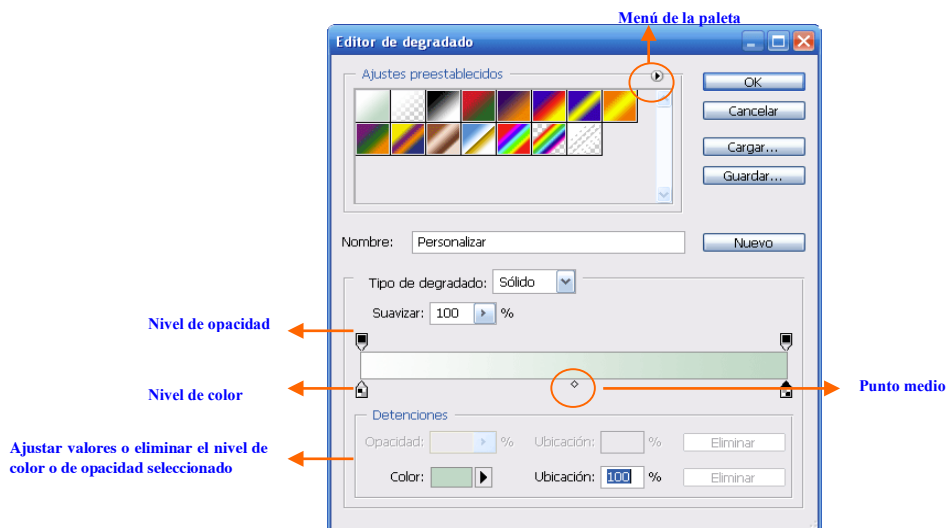 Menú de la paleta
Editor de degradado
Ajustes preestablecidos
OK
Cancelar
Cargar...
Guardar...
Nombre: Personalizar
Nuevo
Tipo de degradado: Sólido
Suavizar: 100 %
Nivel de opacidad
Nivel de color
Punto medio
Detenciones
Opacidad: % Ubicación: % Eliminar
Ajustar valores o eliminar el nivel de
color o de opacidad seleccionado
Color: Ubicación: 100 % Eliminar